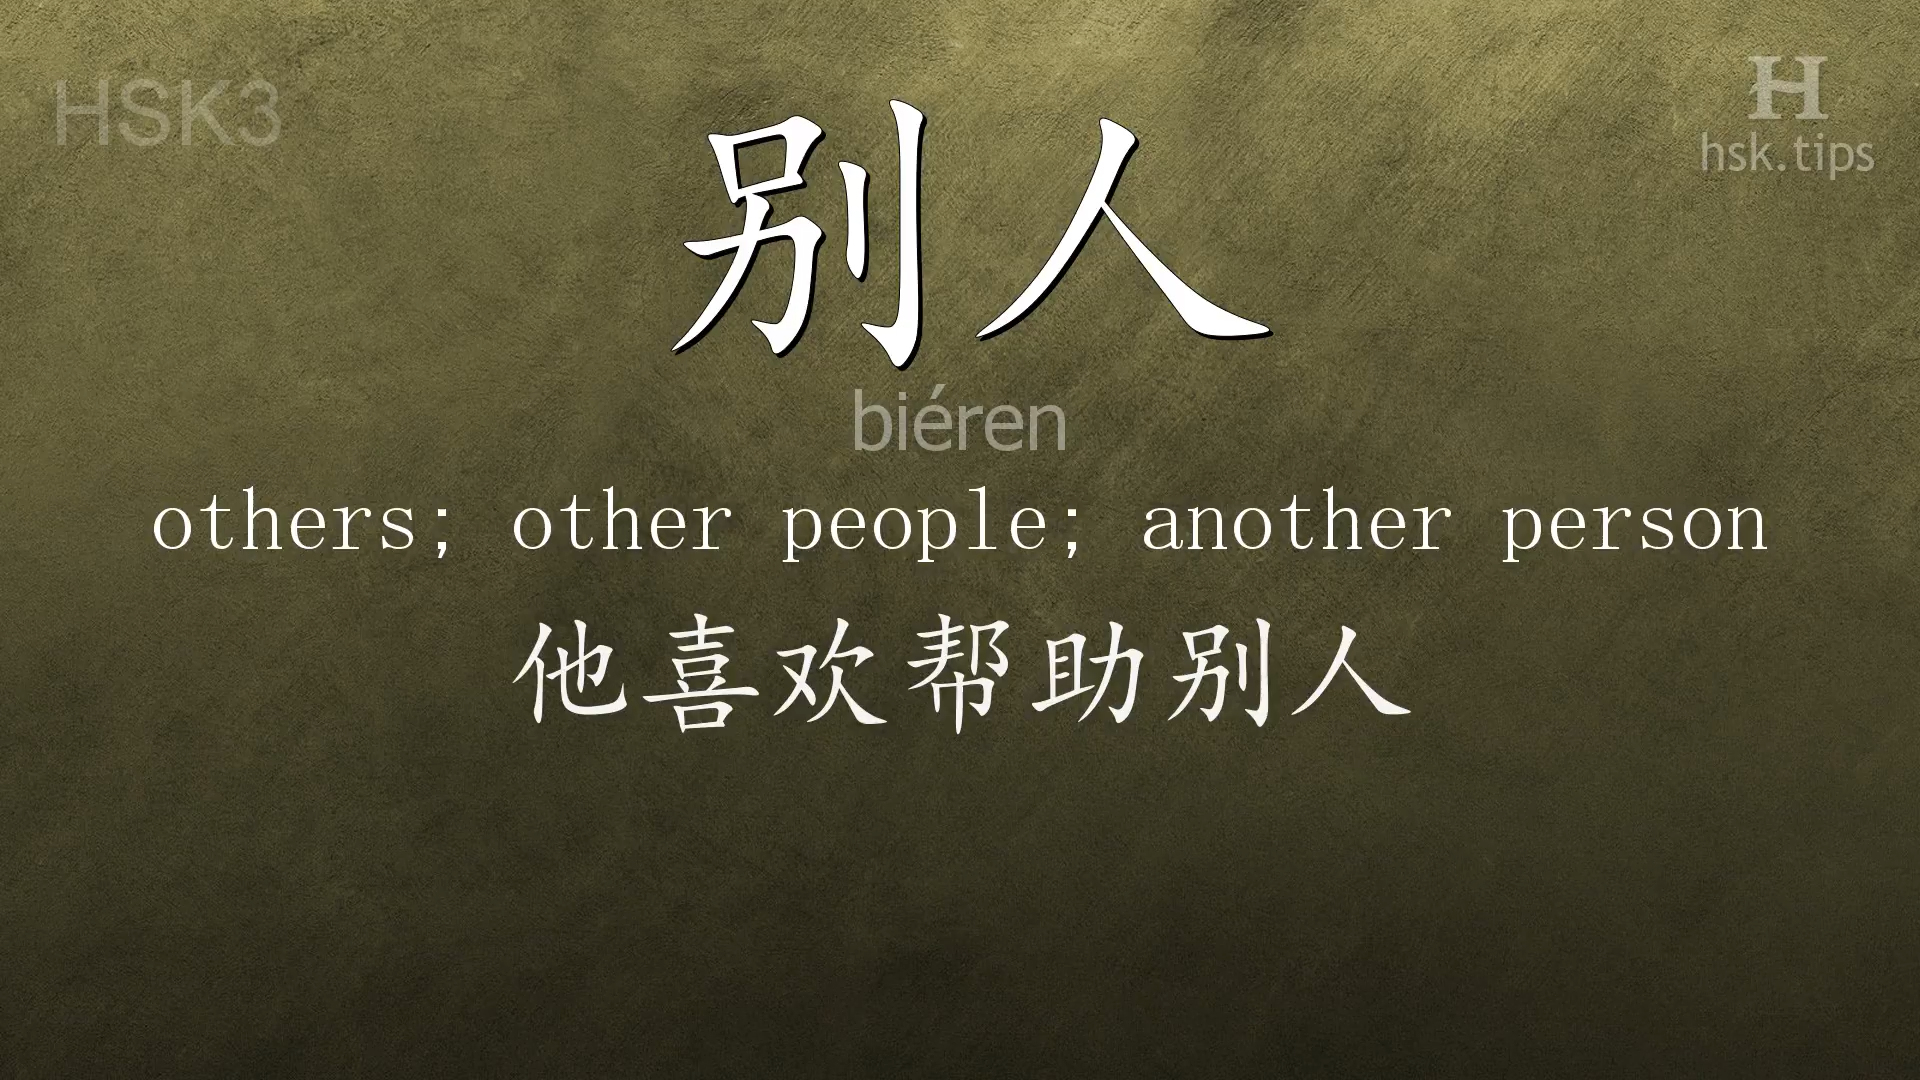 HSK3
H
hsk.tips
别人
biéren
others; other people; another person
他喜欢帮助别人